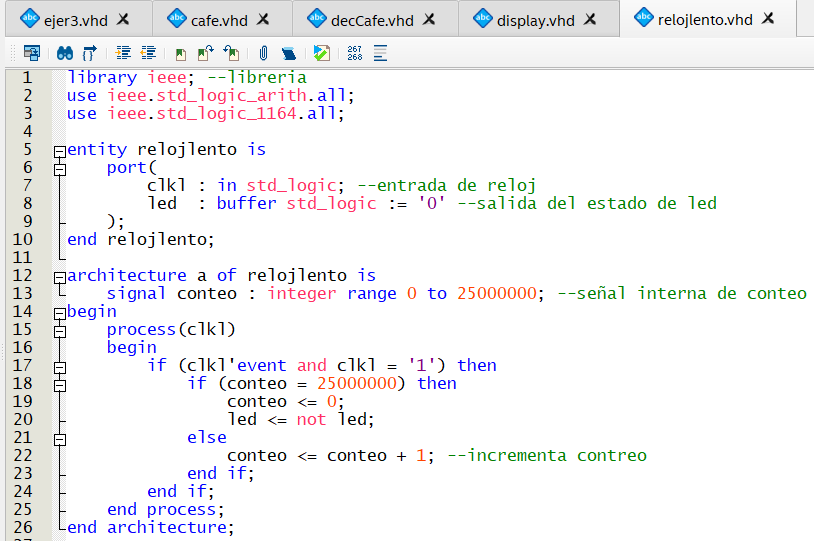 abc ejer3.vhd abc cafe.vhd abc decCafe.vhd abc display.vhd abc relojlento.vhd
267
268
1 library ieee; --libreria
2 use ieee.std_logic_arith.all;
3 use ieee.std_logic_1164.all;
4
5 entity relojlento is
6 port(
7 clkl : in std_logic; --entrada de reloj
8 led : buffer std_logic := '0' --salida del estado de led
9 );
10 end relojlento;
11
12 architecture a of relojlento is
13 signal conteo : integer range 0 to 25000000; --señal interna de conteo
14 begin
15 process(clkl)
16 begin
17 if (clkl'event and clkl = '1') then
18 if (conteo = 25000000) then
19 conteo <= 0;
20 led <= not led;
21 else
22 conteo <= conteo + 1; --incrementa contreo
23 end if;
24 end if;
25 end process;
26 end architecture;
27